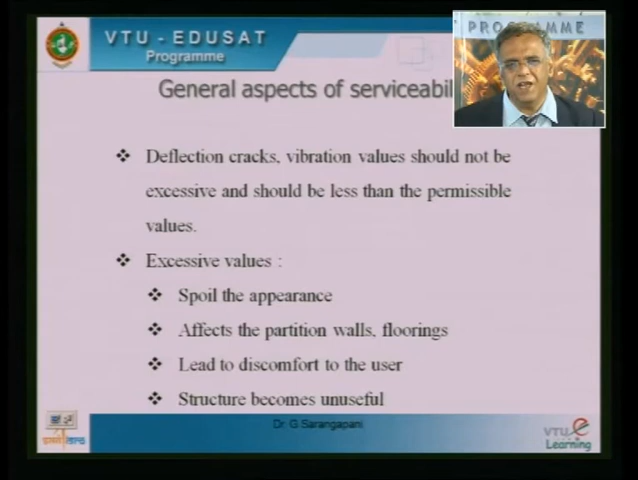 VTU - EDUSAT
Programme
PROGRAMME
General aspects of serviceabil
Deflection cracks, vibration values should not be
excessive and should be less than the permissible
values.
Excessive values :
Spoil the appearance
Affects the partition walls, floorings
Lead to discomfort to the user
Structure becomes unuseful
Dr G Sarangapani
VTU e
Learning